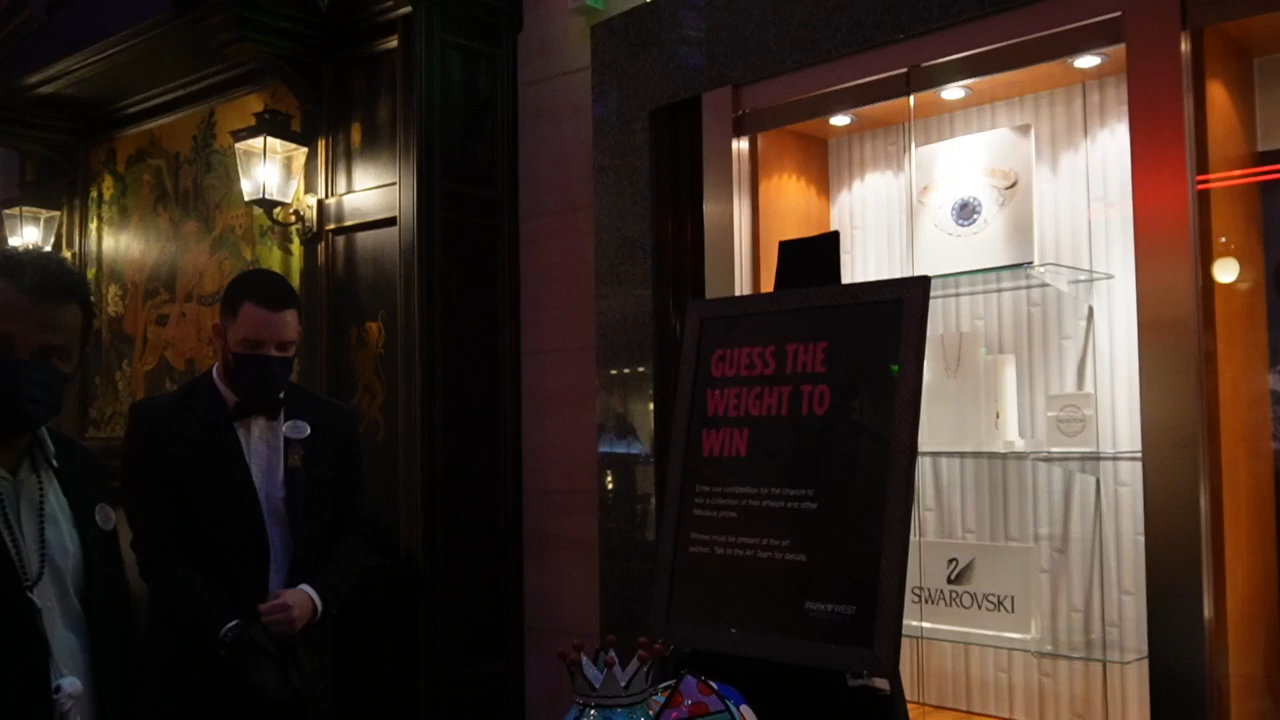 GUESS THE
WEIGHT TO
WIN
Enter our competition for the chance to
win a collection of free artwork and other
fabulous prizes.
Winner must be present at the art
auction. Talk to the Art Team for details.
PARK WEST
SWAROVSKI